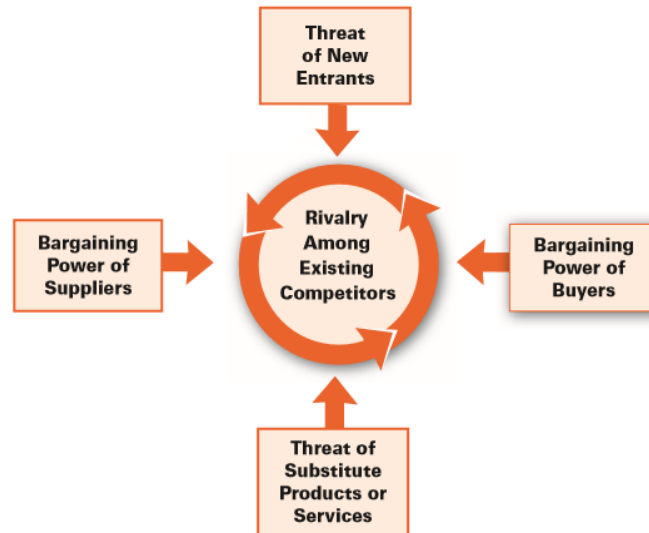 Threat
of New
Entrants
Rivalry
Among
Existing
Competitors
Bargaining
Power of
Suppliers
Bargaining
Power of
Buyers
Threat of
Substitute
Products or
Services